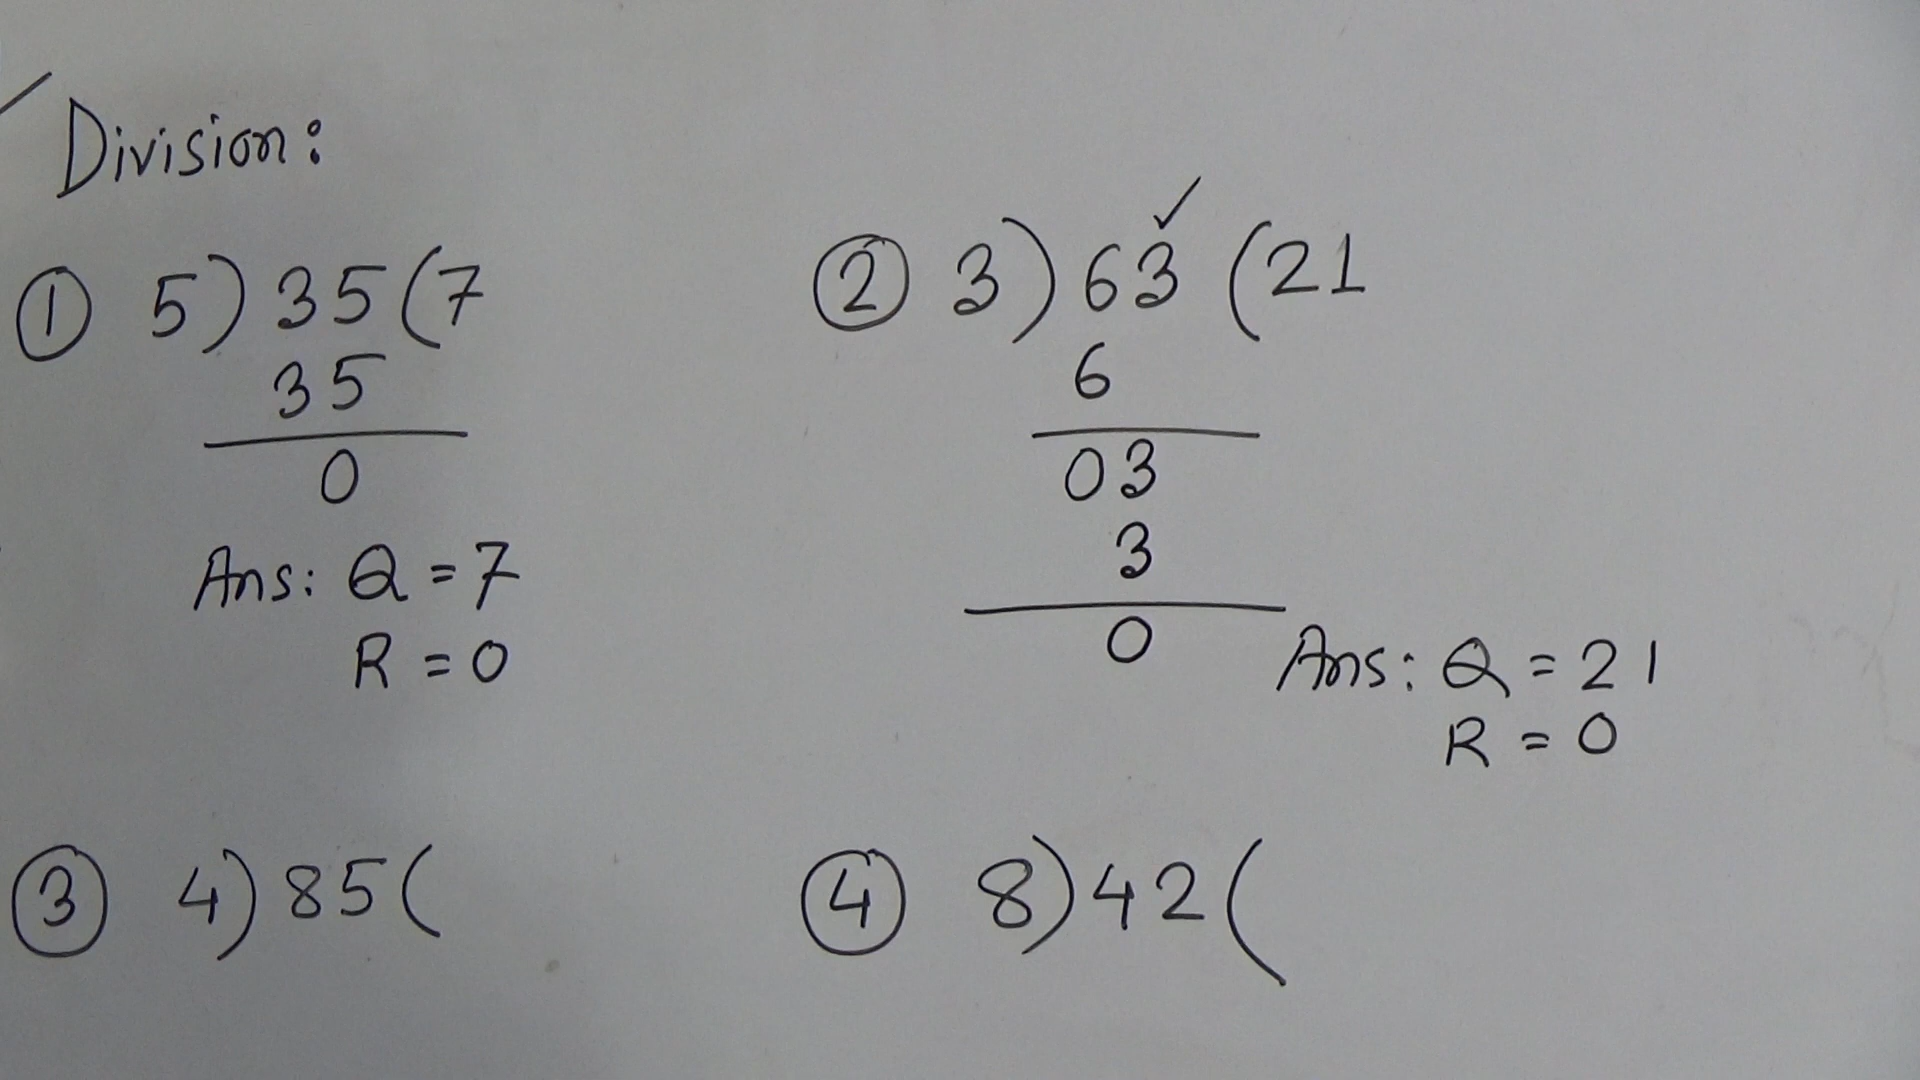 Division:
① 5)35(7
35
0
Ans: Q = 7
R = 0
② 3)63(21
6
03
3
0
Ans: Q = 21
R = 0
③ 4)85(
④ 8)42(